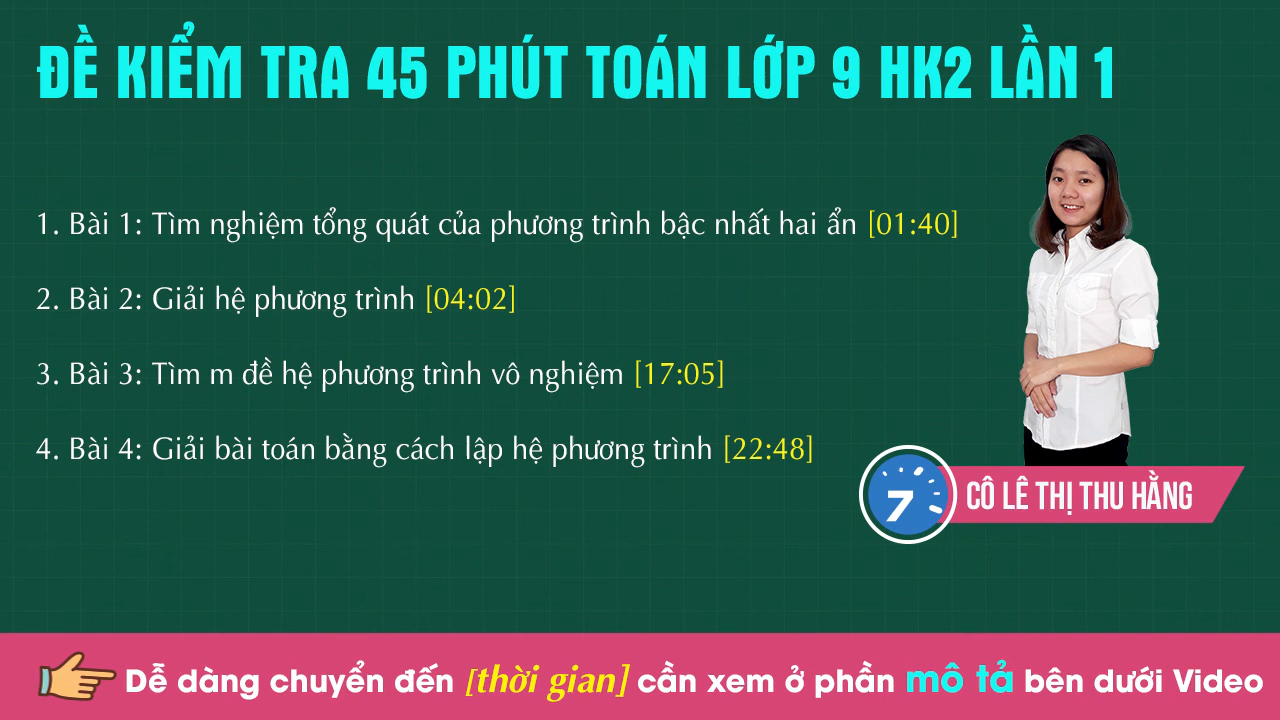 ĐỀ KIỂM TRA 45 PHÚT TOÁN LỚP 9 HK2 LẦN 1
1. Bài 1: Tìm nghiệm tổng quát của phương trình bậc nhất hai ẩn [01:40]
2. Bài 2: Giải hệ phương trình [04:02]
3. Bài 3: Tìm m đề hệ phương trình vô nghiệm [17:05]
4. Bài 4: Giải bài toán bằng cách lập hệ phương trình [22:48]
7
CÔ LÊ THỊ THU HẰNG
Dễ dàng chuyển đến [thời gian] cần xem ở phần mô tả bên dưới Video